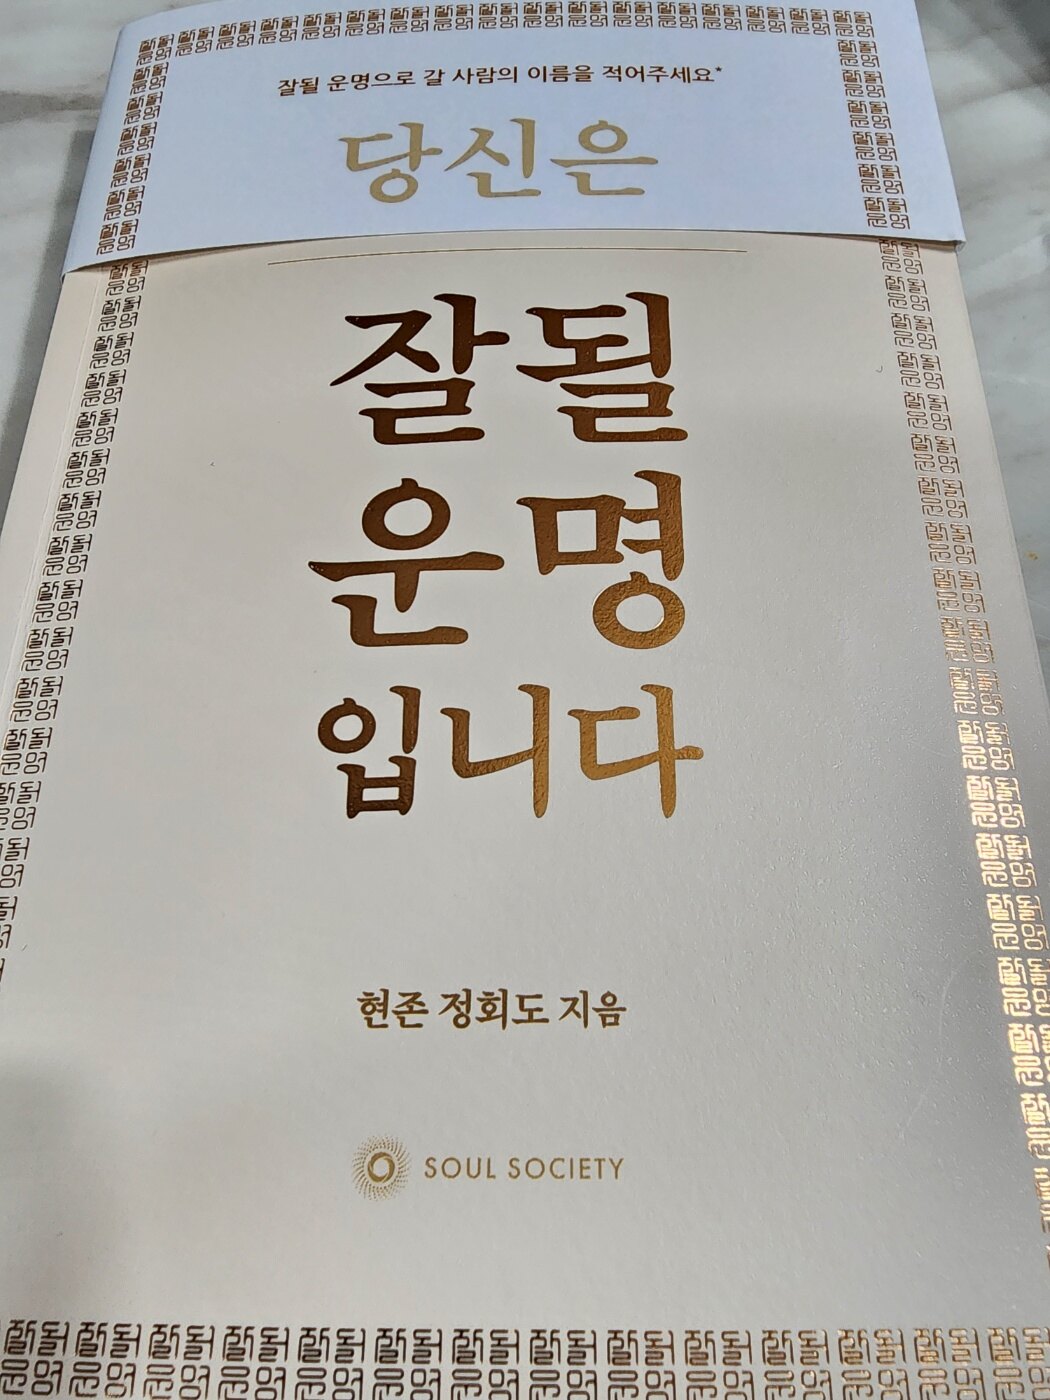 잘될 운명으로 갈 사람의 이름을 적어주세요*
당신은
잘될
운명
입니다
현존 정회도 지음
SOUL SOCIETY